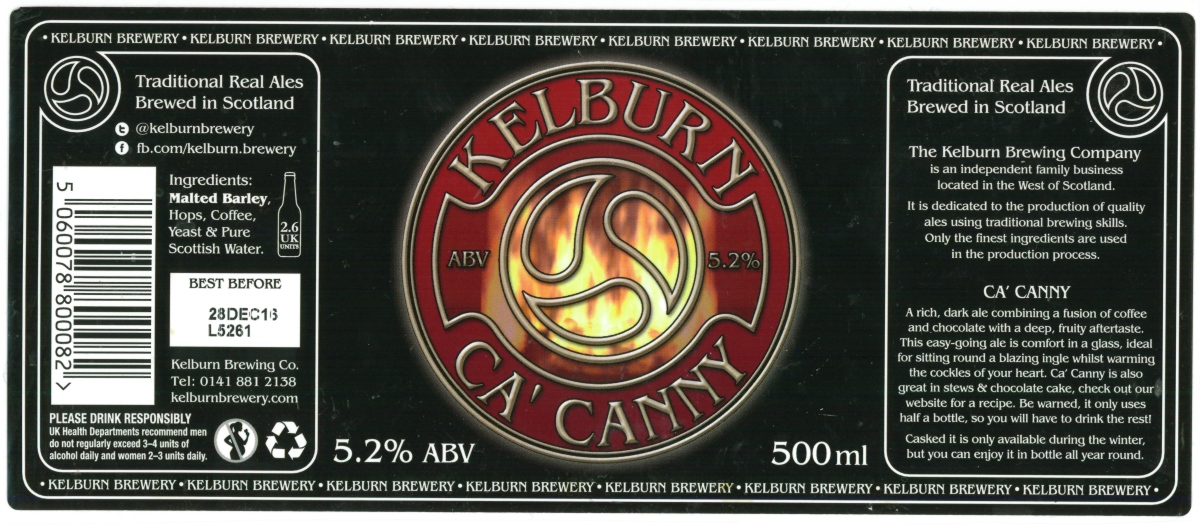 • KELBURN BREWERY • KELBURN BREWERY • KELBURN BREWERY • KELBURN BREWERY • KELBURN BREWERY • KELBURN BREWERY • KELBURN BREWERY • KELBURN BREWERY •
Traditional Real Ales
Brewed in Scotland
@kelburnbrewery
fb.com/kelburn.brewery
5 060078 800082 >
Ingredients:
Malted Barley,
Hops, Coffee,
Yeast & Pure
Scottish Water.
2.6
UK
UNITS
BEST BEFORE
28DEC16
L5261
Kelburn Brewing Co.
Tel: 0141 881 2138
kelburnbrewery.com
PLEASE DRINK RESPONSIBLY
UK Health Departments recommend men
do not regularly exceed 3–4 units of
alcohol daily and women 2–3 units daily.
KELBURN
ABV 5.2%
CA' CANNY
5.2% ABV
500ml
Traditional Real Ales
Brewed in Scotland
The Kelburn Brewing Company
is an independent family business
located in the West of Scotland.
It is dedicated to the production of quality
ales using traditional brewing skills.
Only the finest ingredients are used
in the production process.
CA' CANNY
A rich, dark ale combining a fusion of coffee
and chocolate with a deep, fruity aftertaste.
This easy-going ale is comfort in a glass, ideal
for sitting round a blazing ingle whilst warming
the cockles of your heart. Ca' Canny is also
great in stews & chocolate cake, check out our
website for a recipe. Be warned, it only uses
half a bottle, so you will have to drink the rest!
Casked it is only available during the winter,
but you can enjoy it in bottle all year round.
• KELBURN BREWERY • KELBURN BREWERY • KELBURN BREWERY • KELBURN BREWERY • KELBURN BREWERY • KELBURN BREWERY • KELBURN BREWERY • KELBURN BREWERY •